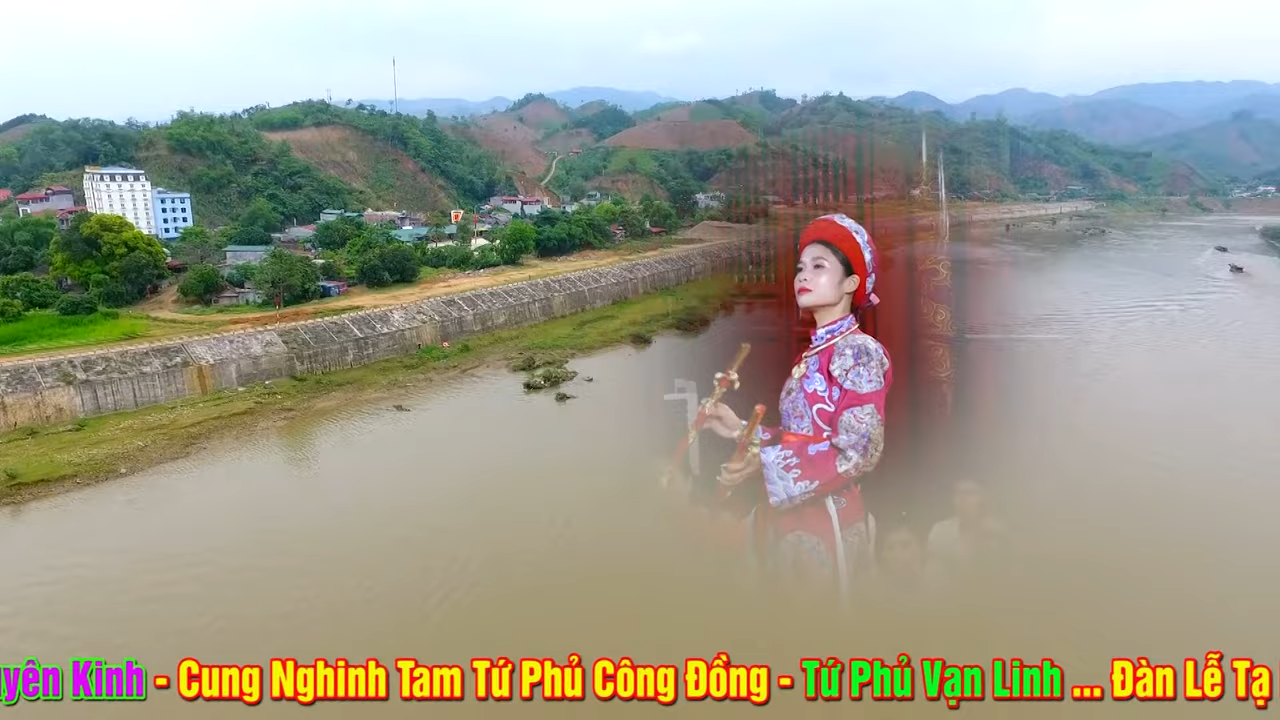 Kinh - Cung Nghinh Tam Tứ Phủ Công Đồng - Tứ Phủ Vạn Linh ... Đàn Lễ Tạ